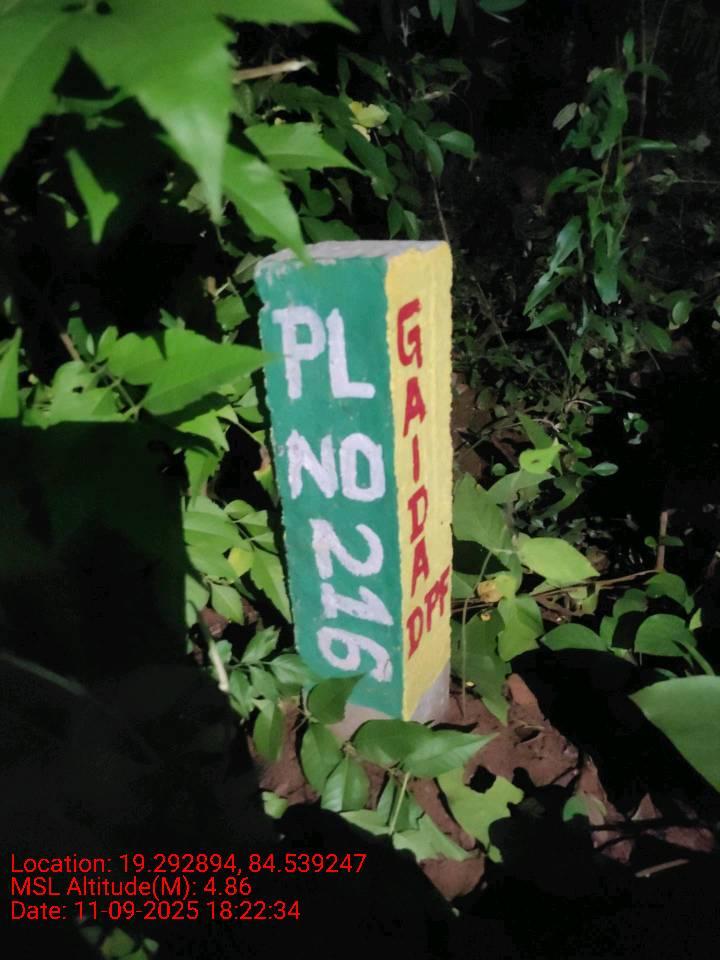 PL
NO
216
GAIDA
DPF
Location: 19.292894, 84.539247
MSL Altitude(M): 4.86
Date: 11-09-2025 18:22:34